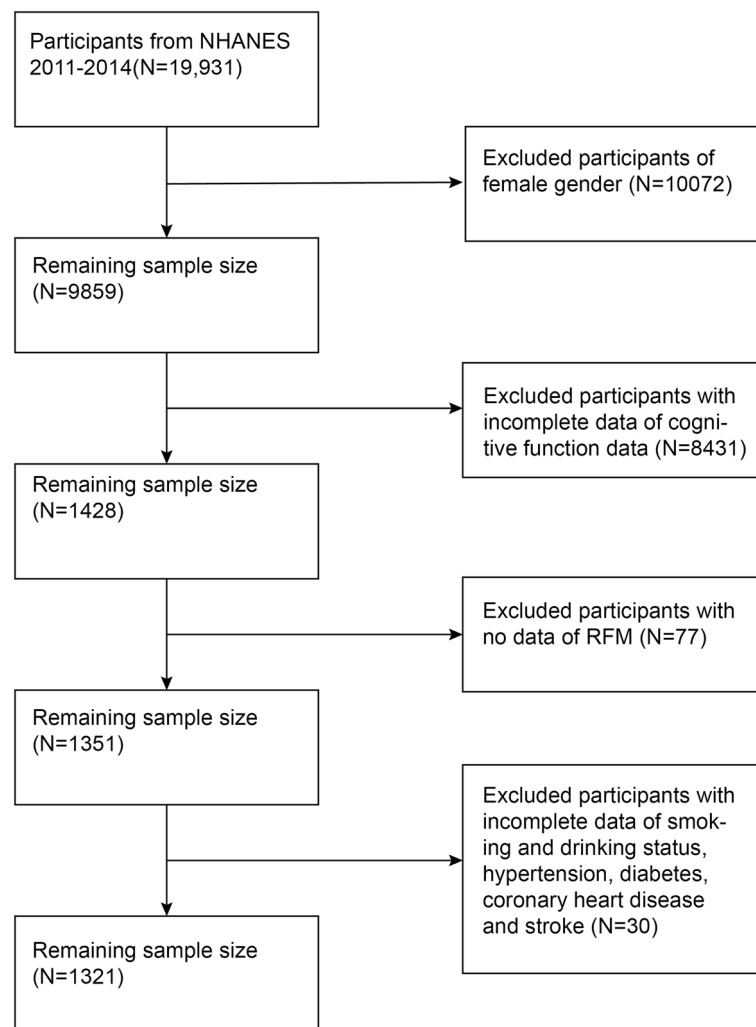 Participants from NHANES
2011-2014(N=19,931)
Excluded participants of
female gender (N=10072)
Remaining sample size
(N=9859)
Excluded participants with
incomplete data of cogni-
tive function data (N=8431)
Remaining sample size
(N=1428)
Excluded participants with
no data of RFM (N=77)
Remaining sample size
(N=1351)
Excluded participants with
incomplete data of smok-
ing and drinking status,
hypertension, diabetes,
coronary heart disease
and stroke (N=30)
Remaining sample size
(N=1321)